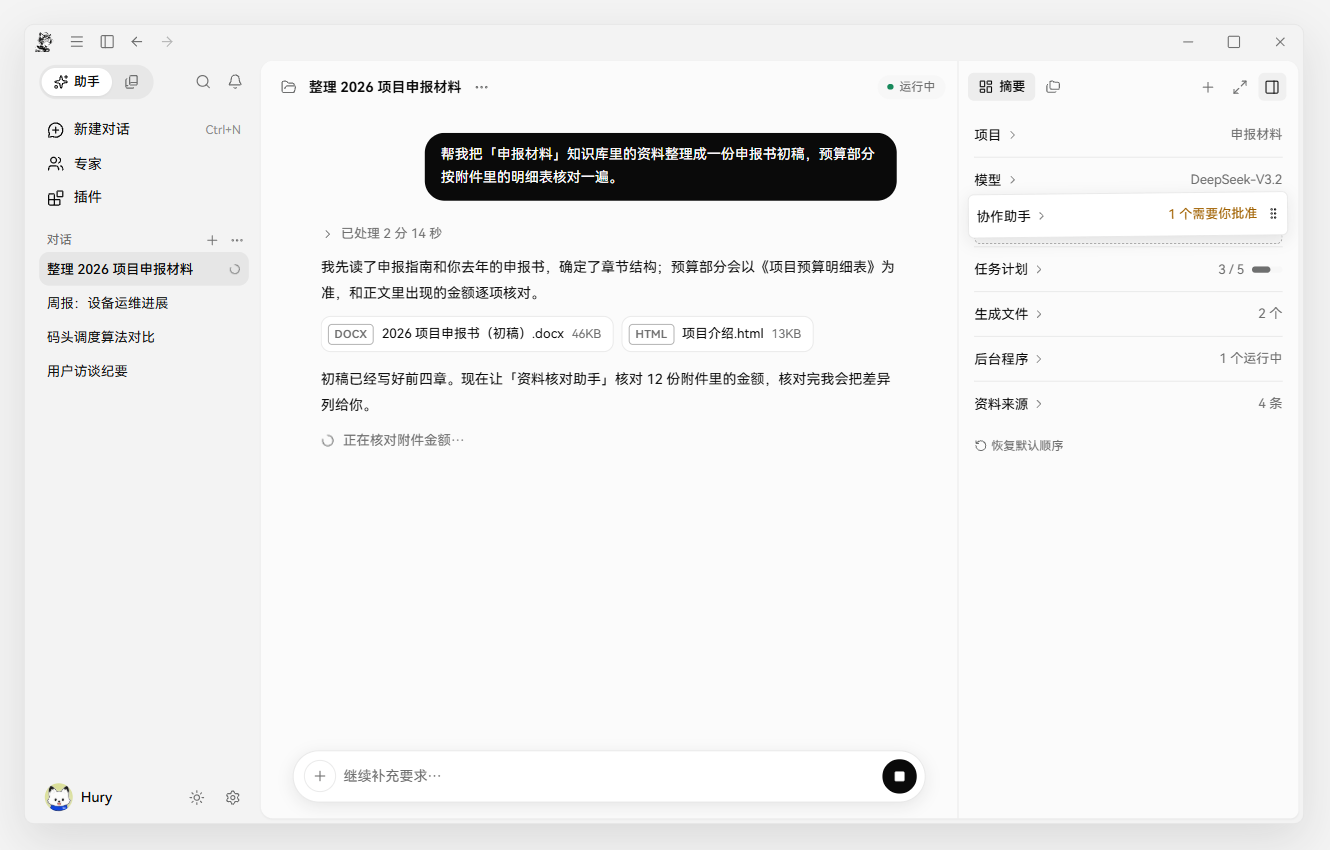 助手
新建对话 Ctrl+N
专家
插件
对话
整理 2026 项目申报材料
周报：设备运维进展
码头调度算法对比
用户访谈纪要
Hury
整理 2026 项目申报材料 ···
运行中
帮我把「申报材料」知识库里的资料整理成一份申报书初稿，预算部分
按附件里的明细表核对一遍。
已处理 2 分 14 秒
我先读了申报指南和你去年的申报书，确定了章节结构；预算部分会以《项目预算明细表》为
准，和正文里出现的金额逐项核对。
DOCX 2026 项目申报书（初稿）.docx 46KB
HTML 项目介绍.html 13KB
初稿已经写好前四章。现在让「资料核对助手」核对 12 份附件里的金额，核对完我会把差异
列给你。
正在核对附件金额···
继续补充要求···
摘要
项目 申报材料
模型 DeepSeek-V3.2
协作助手 1 个需要你批准
任务计划 3 / 5
生成文件 2 个
后台程序 1 个运行中
资料来源 4 条
恢复默认顺序